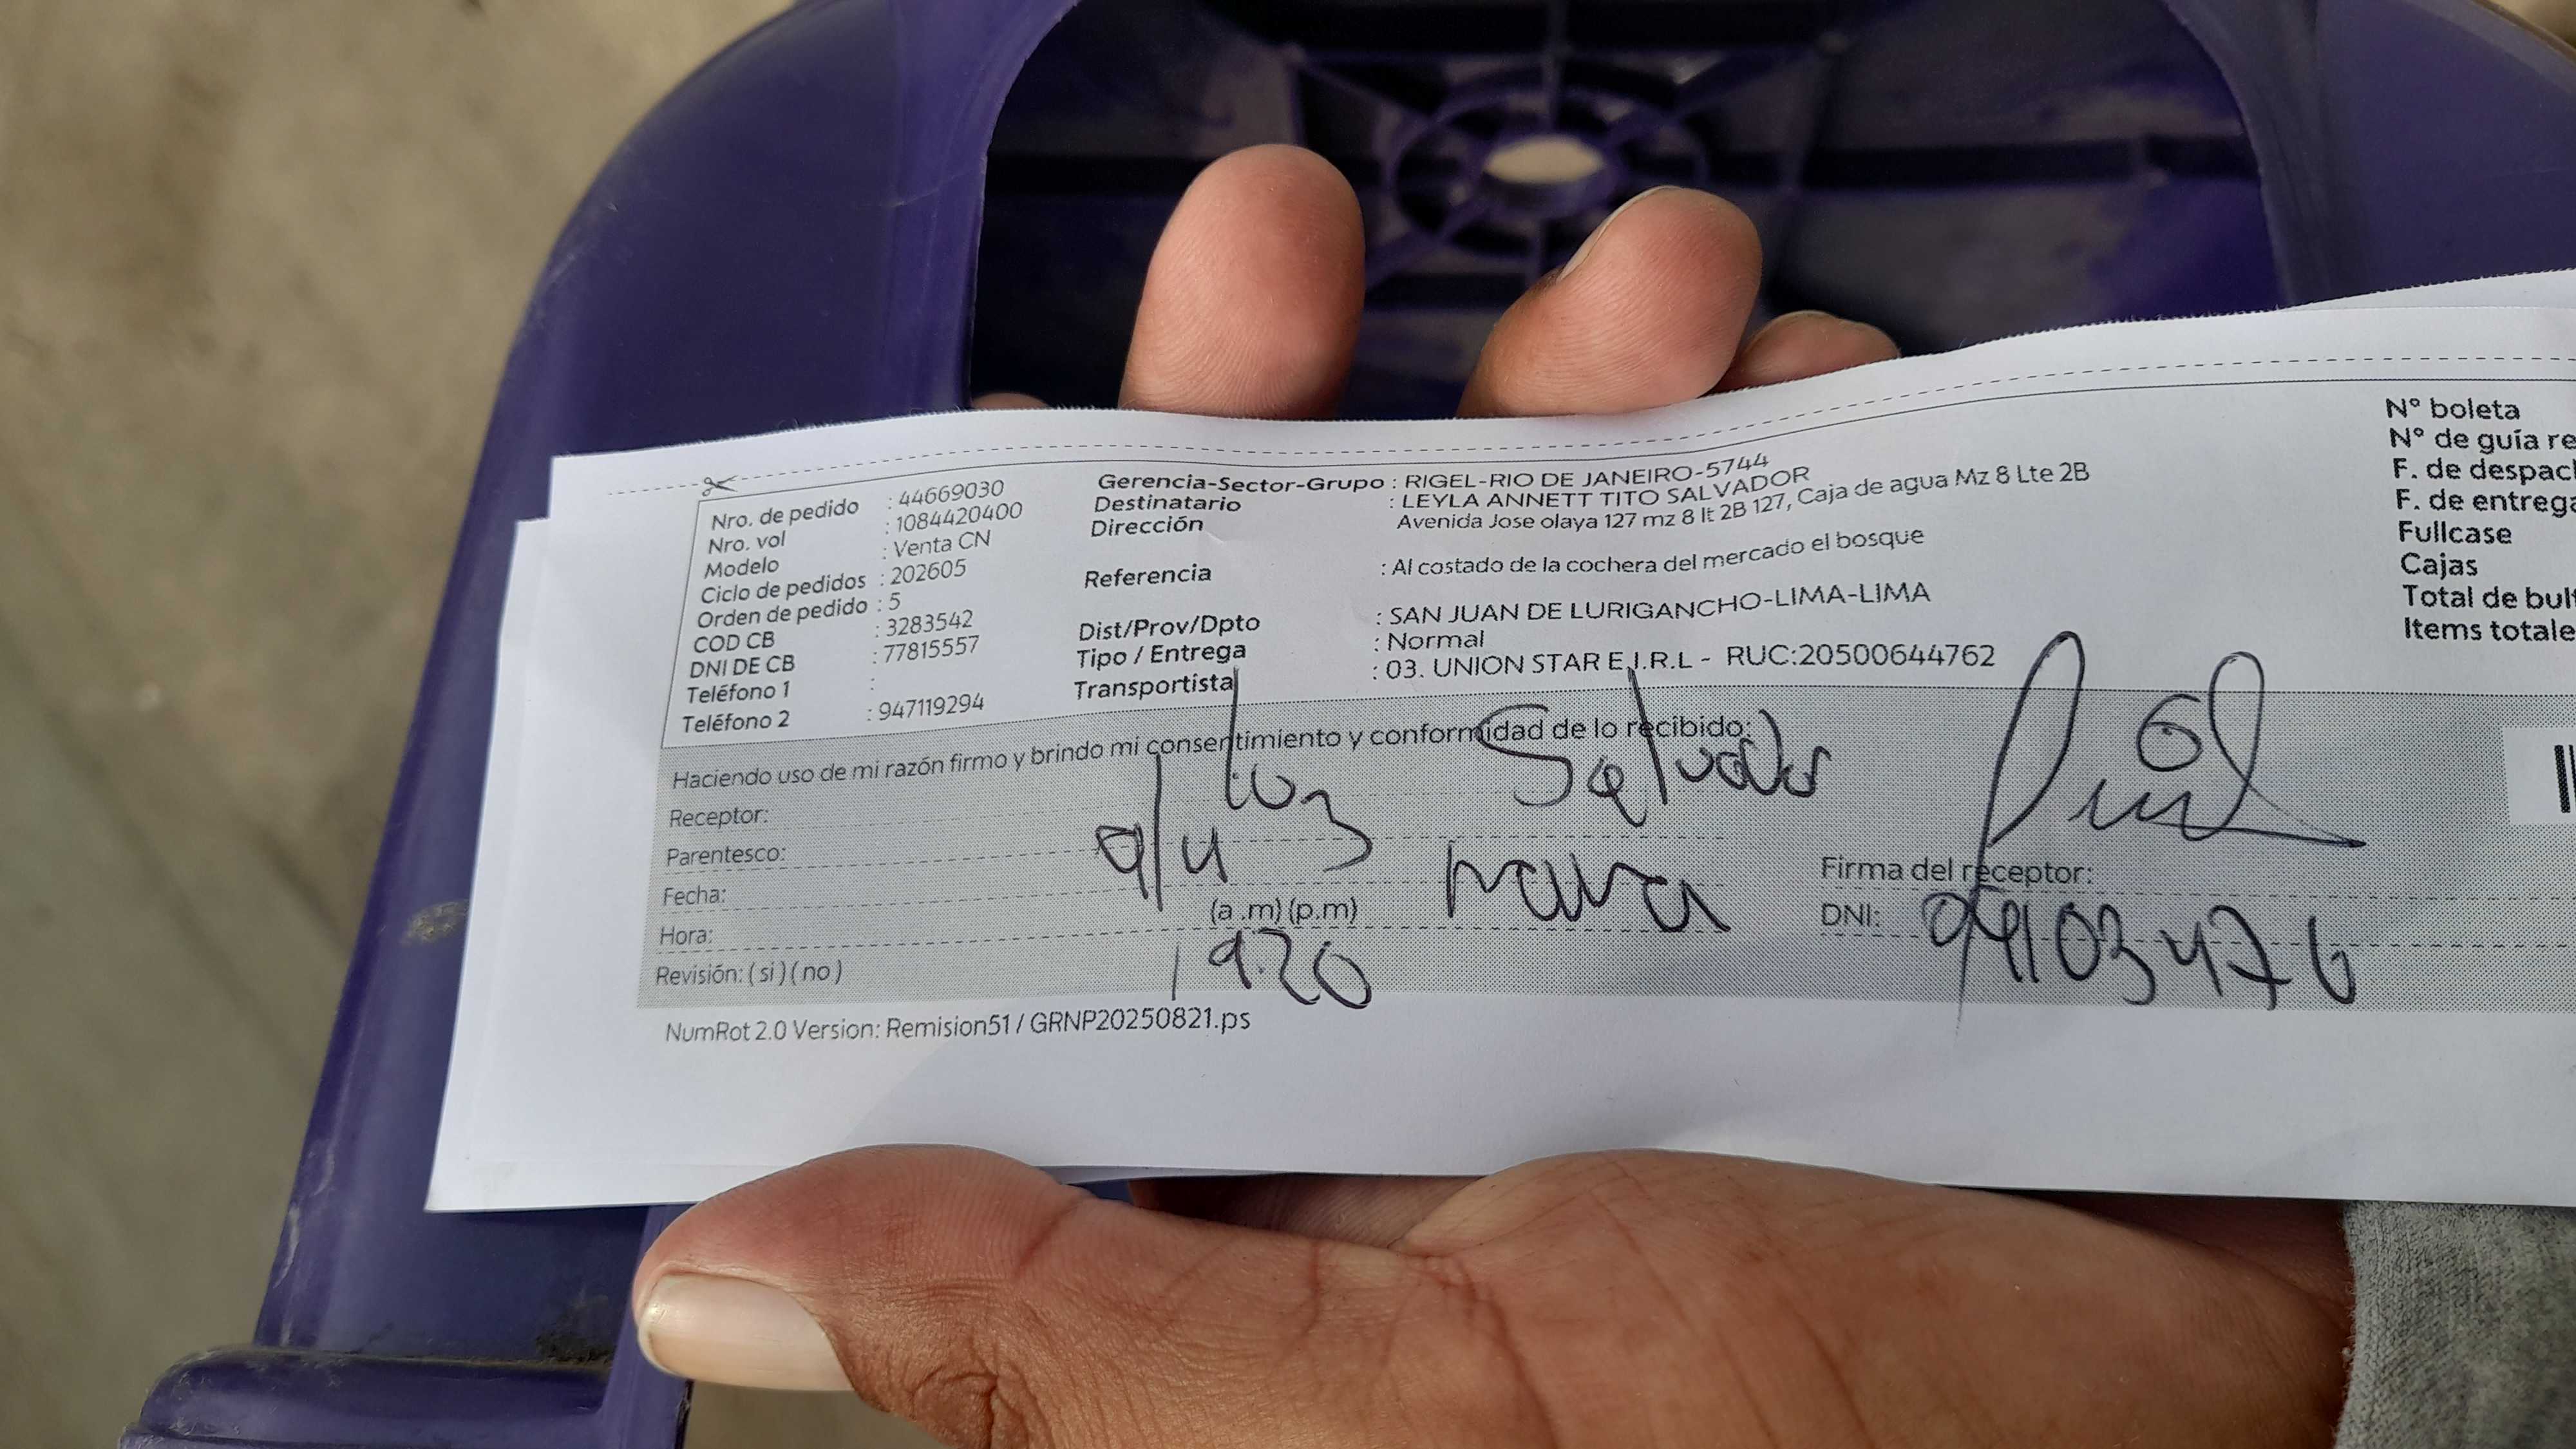 Nro. de pedido : 44669030
Nro. vol : 1084420400
Modelo : Venta CN
Ciclo de pedidos : 202605
Orden de pedido : 5
COD CB : 3283542
DNI DE CB : 77815557
Teléfono 1 :
Teléfono 2 : 947119294
Gerencia-Sector-Grupo : RIGEL-RIO DE JANEIRO-5744
Destinatario : LEYLA ANNETT TITO SALVADOR
Dirección Avenida Jose olaya 127 mz 8 lt 2B 127, Caja de agua Mz 8 Lte 2B
Referencia : Al costado de la cochera del mercado el bosque
Dist/Prov/Dpto : SAN JUAN DE LURIGANCHO-LIMA-LIMA
Tipo / Entrega : Normal
Transportista : 03. UNION STAR E.I.R.L - RUC:20500644762
N° boleta
N° de guía re
F. de despac
F. de entrega
Fullcase
Cajas
Total de bult
Items totale
Haciendo uso de mi razón firmo y brindo mi consentimiento y conformidad de lo recibido:
Receptor: luz Salvador
Parentesco:
Fecha: 9/4
mama
Hora: (a .m) (p.m)
Revisión: ( si ) ( no )
19.20
Firma del receptor:
DNI: 09103476
NumRot 2.0 Version: Remision51 / GRNP20250821.ps